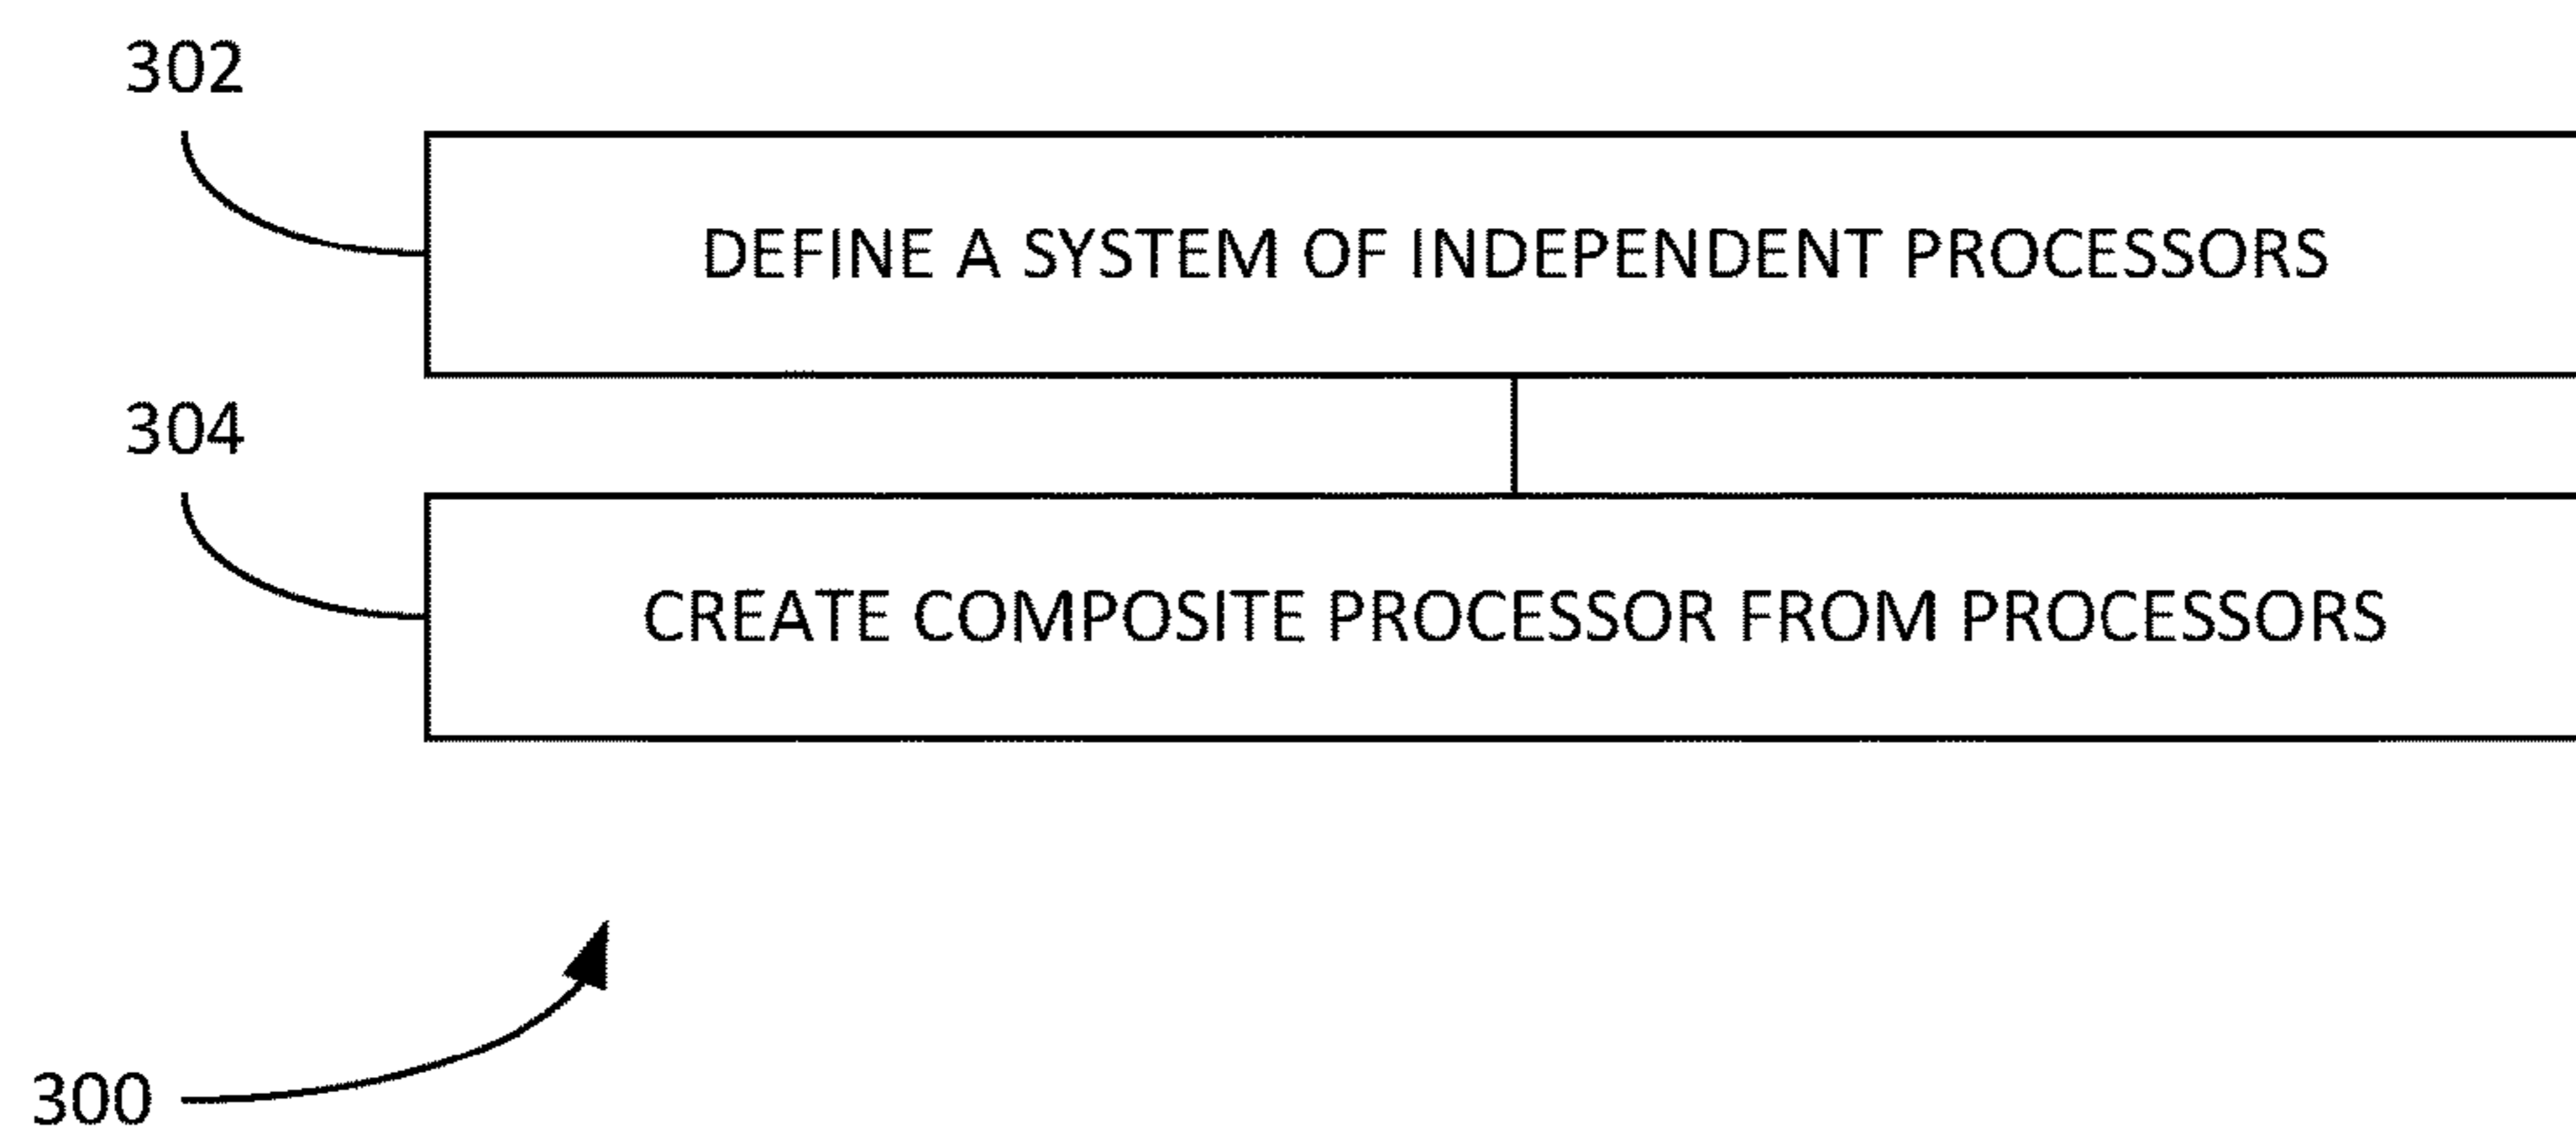 302
DEFINE A SYSTEM OF INDEPENDENT PROCESSORS
304
CREATE COMPOSITE PROCESSOR FROM PROCESSORS
300